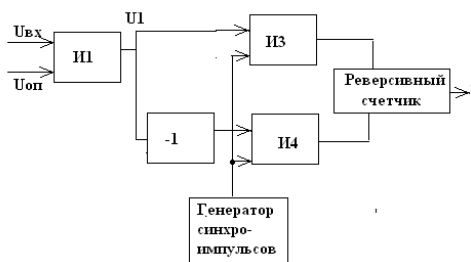 Uвх
U1
И1
Uоп
И3
Реверсивный
счетчик
-1
И4
Генератор
синхро-
импульсов